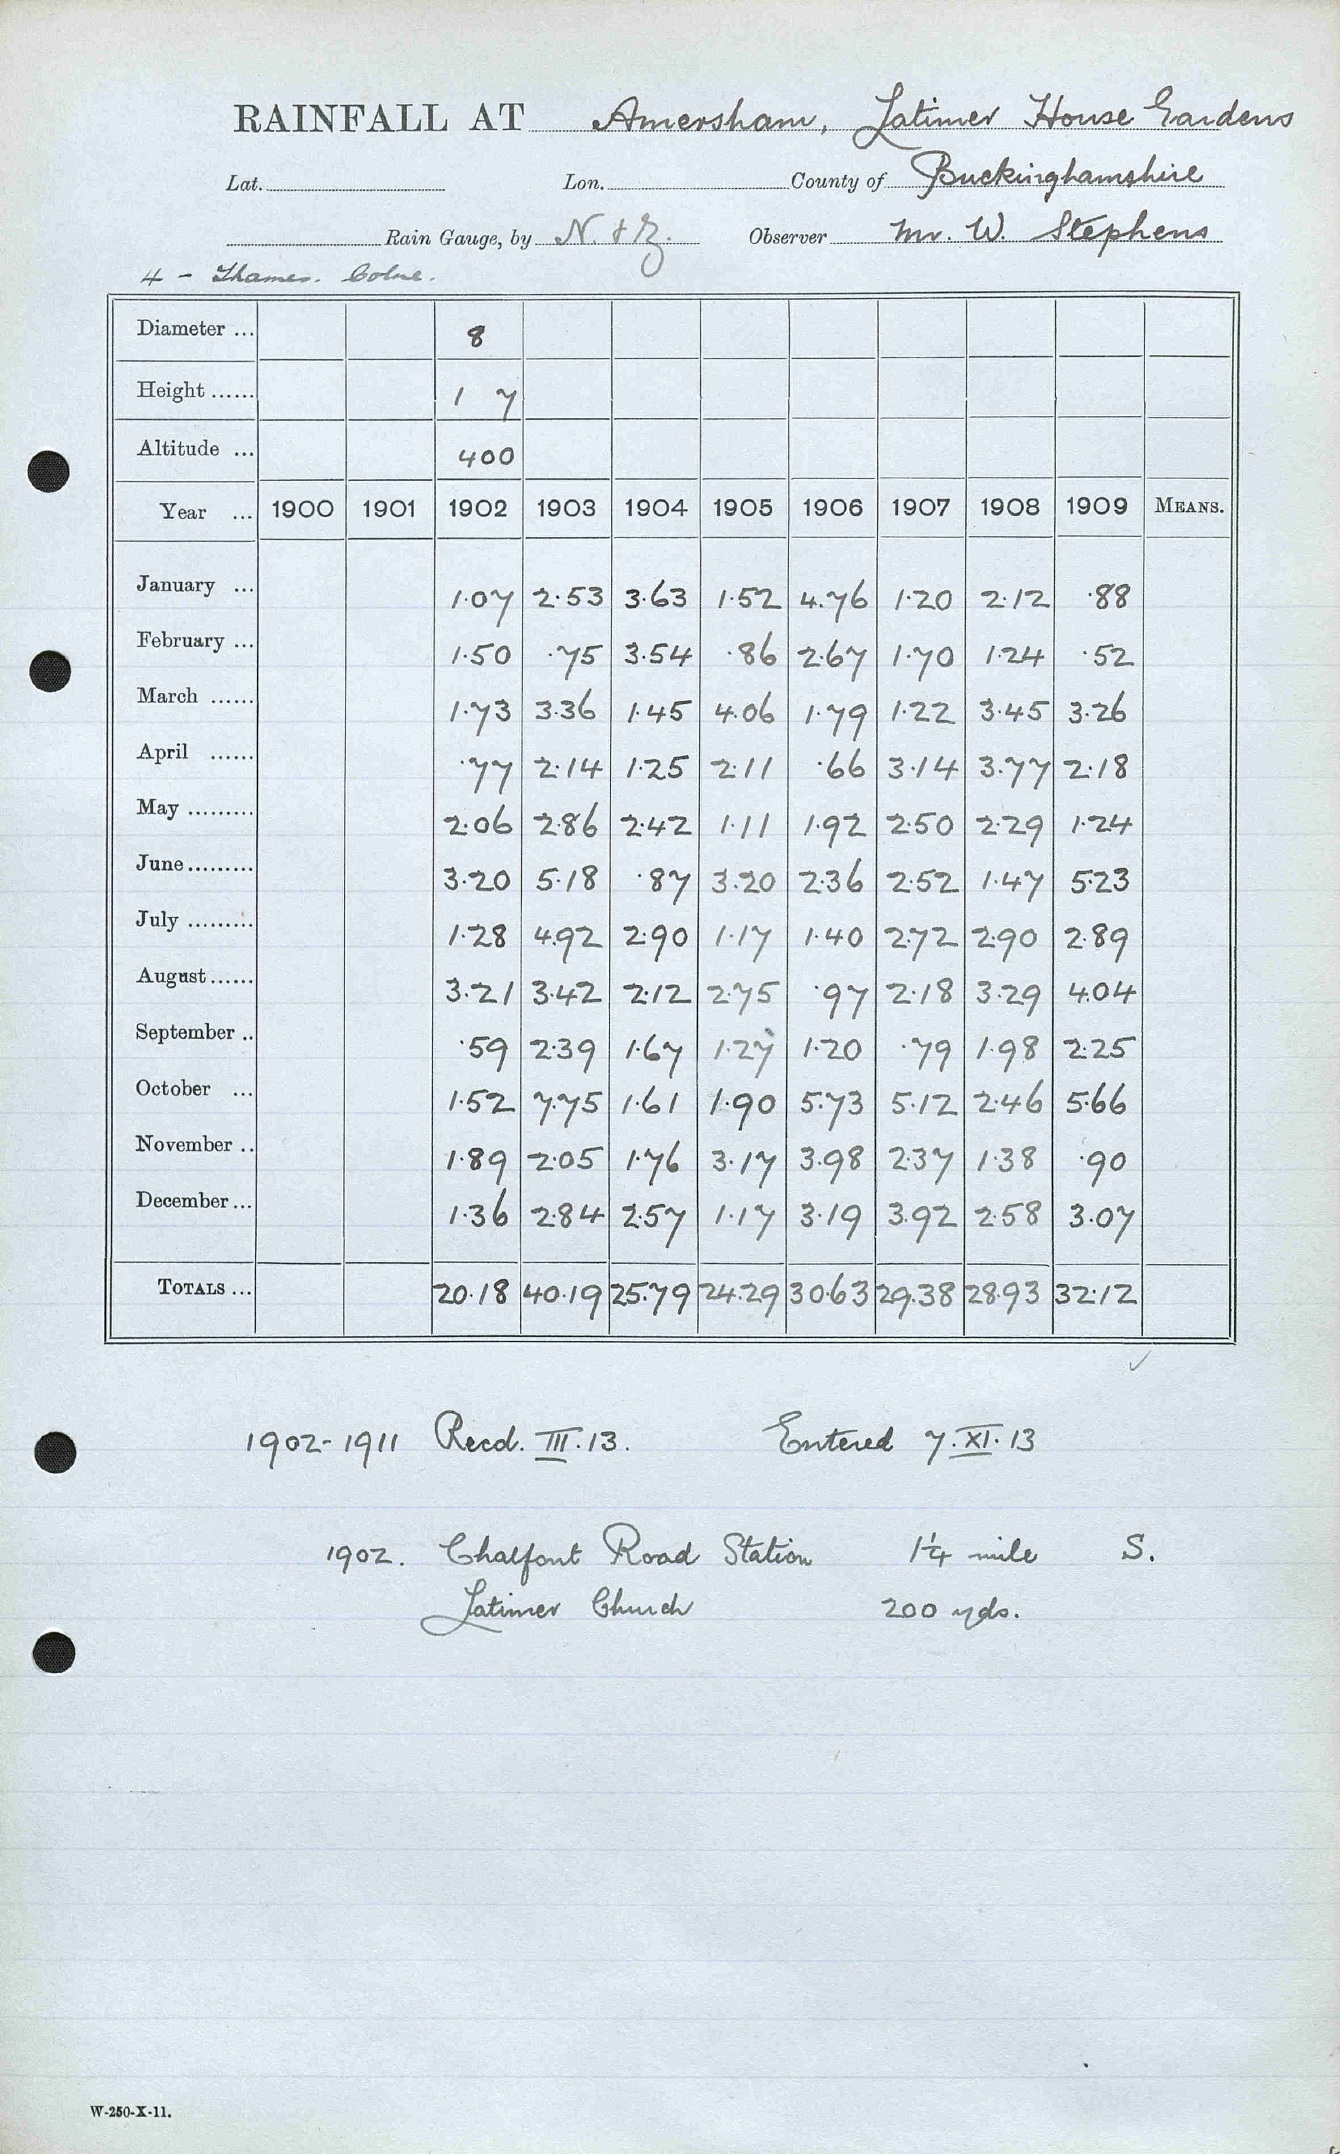 RAINFALL AT Amersham, Latimer House Gardens
Lat. Lon. County of Buckinghamshire
Rain Gauge, by N. & Z. Observer Mr. W. Stephens
4 - Thames. Colne.
Diameter ... 8
Height ...... 1 7
Altitude ... 400
Year ... 1900 1901 1902 1903 1904 1905 1906 1907 1908 1909 MEANS.
January ... 1.07 2.53 3.63 1.52 4.76 1.20 2.12 .88
February ... 1.50 .75 3.54 .86 2.67 1.70 1.24 .52
March ...... 1.73 3.36 1.45 4.06 1.79 1.22 3.45 3.26
April ...... .77 2.14 1.25 2.11 .66 3.14 3.77 2.18
May ......... 2.06 2.86 2.42 1.11 1.92 2.50 2.29 1.24
June ......... 3.20 5.18 .87 3.20 2.36 2.52 1.47 5.23
July ......... 1.28 4.92 2.90 1.17 1.40 2.72 2.90 2.89
August ...... 3.21 3.42 2.12 2.75 .97 2.18 3.29 4.04
September .. .59 2.39 1.67 1.27 1.20 .79 1.98 2.25
October ... 1.52 7.75 1.61 1.90 5.73 5.12 2.46 5.66
November .. 1.89 2.05 1.76 3.17 3.98 2.37 1.38 .90
December ... 1.36 2.84 2.57 1.17 3.19 3.92 2.58 3.07
TOTALS ... 20.18 40.19 25.79 24.29 30.63 29.38 28.93 32.12
1902-1911 Recd. III.13. Entered 7.XI.13
1902. Chalfont Road Station 1¼ mile S.
Latimer Church 200 yds.
W-250-X-11.